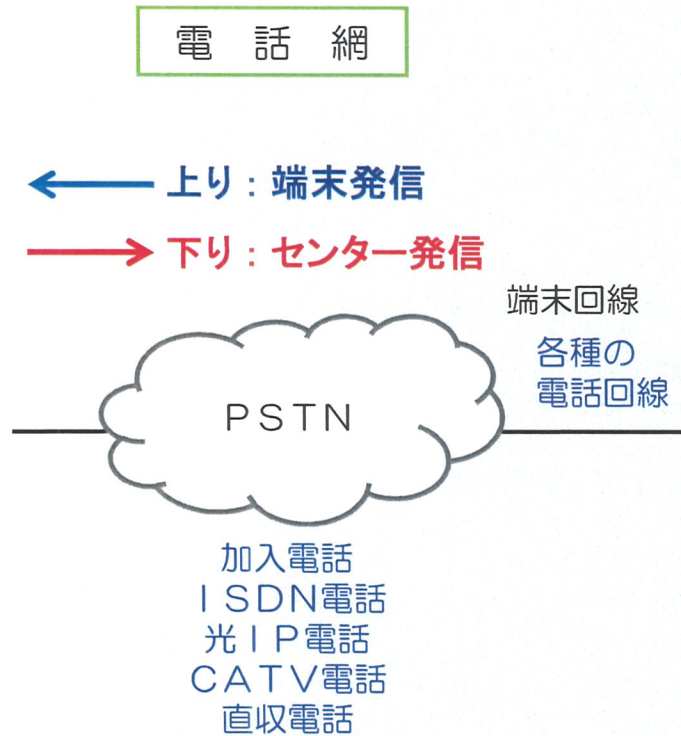 電 話 網
上り：端末発信
下り：センター発信
端末回線
各種の
電話回線
PSTN
加入電話
ISDN電話
光IP電話
CATV電話
直収電話